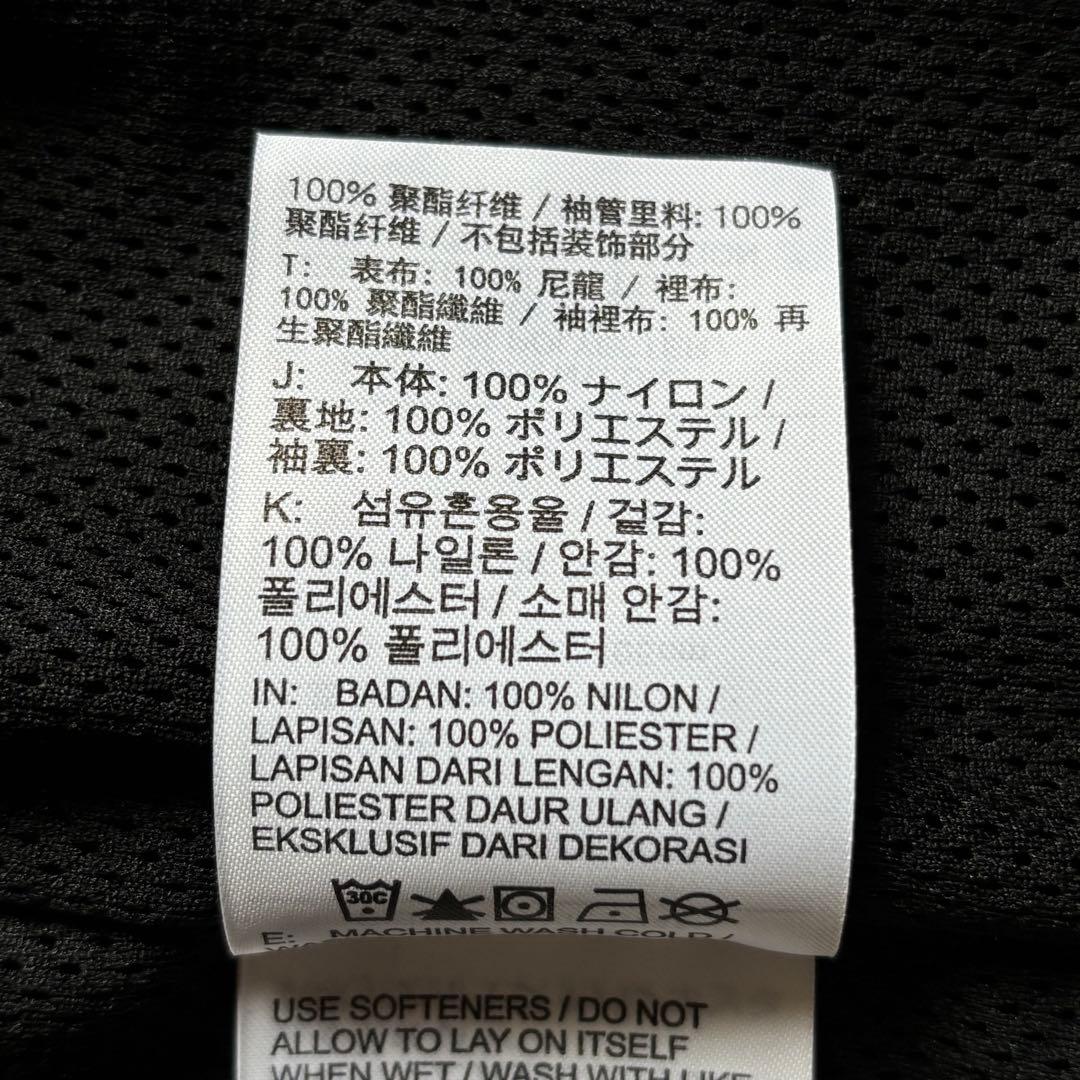 100% 聚酯纤维 / 袖管里料: 100%
聚酯纤维 / 不包括装饰部分
T: 表布: 100% 尼龍 / 裡布:
100% 聚酯纖維 / 袖裡布: 100% 再
生聚酯纖維
J: 本体: 100% ナイロン /
裏地: 100% ポリエステル /
袖裏: 100% ポリエステル
K: 섬유혼용율 / 겉감:
100% 나일론 / 안감: 100%
폴리에스터 / 소매 안감:
100% 폴리에스터
IN: BADAN: 100% NILON /
LAPISAN: 100% POLIESTER /
LAPISAN DARI LENGAN: 100%
POLIESTER DAUR ULANG /
EKSKLUSIF DARI DEKORASI
30C
E: MACHINE WASH COLD /
USE SOFTENERS / DO NOT
ALLOW TO LAY ON ITSELF
WHEN WET / WASH WITH LIKE